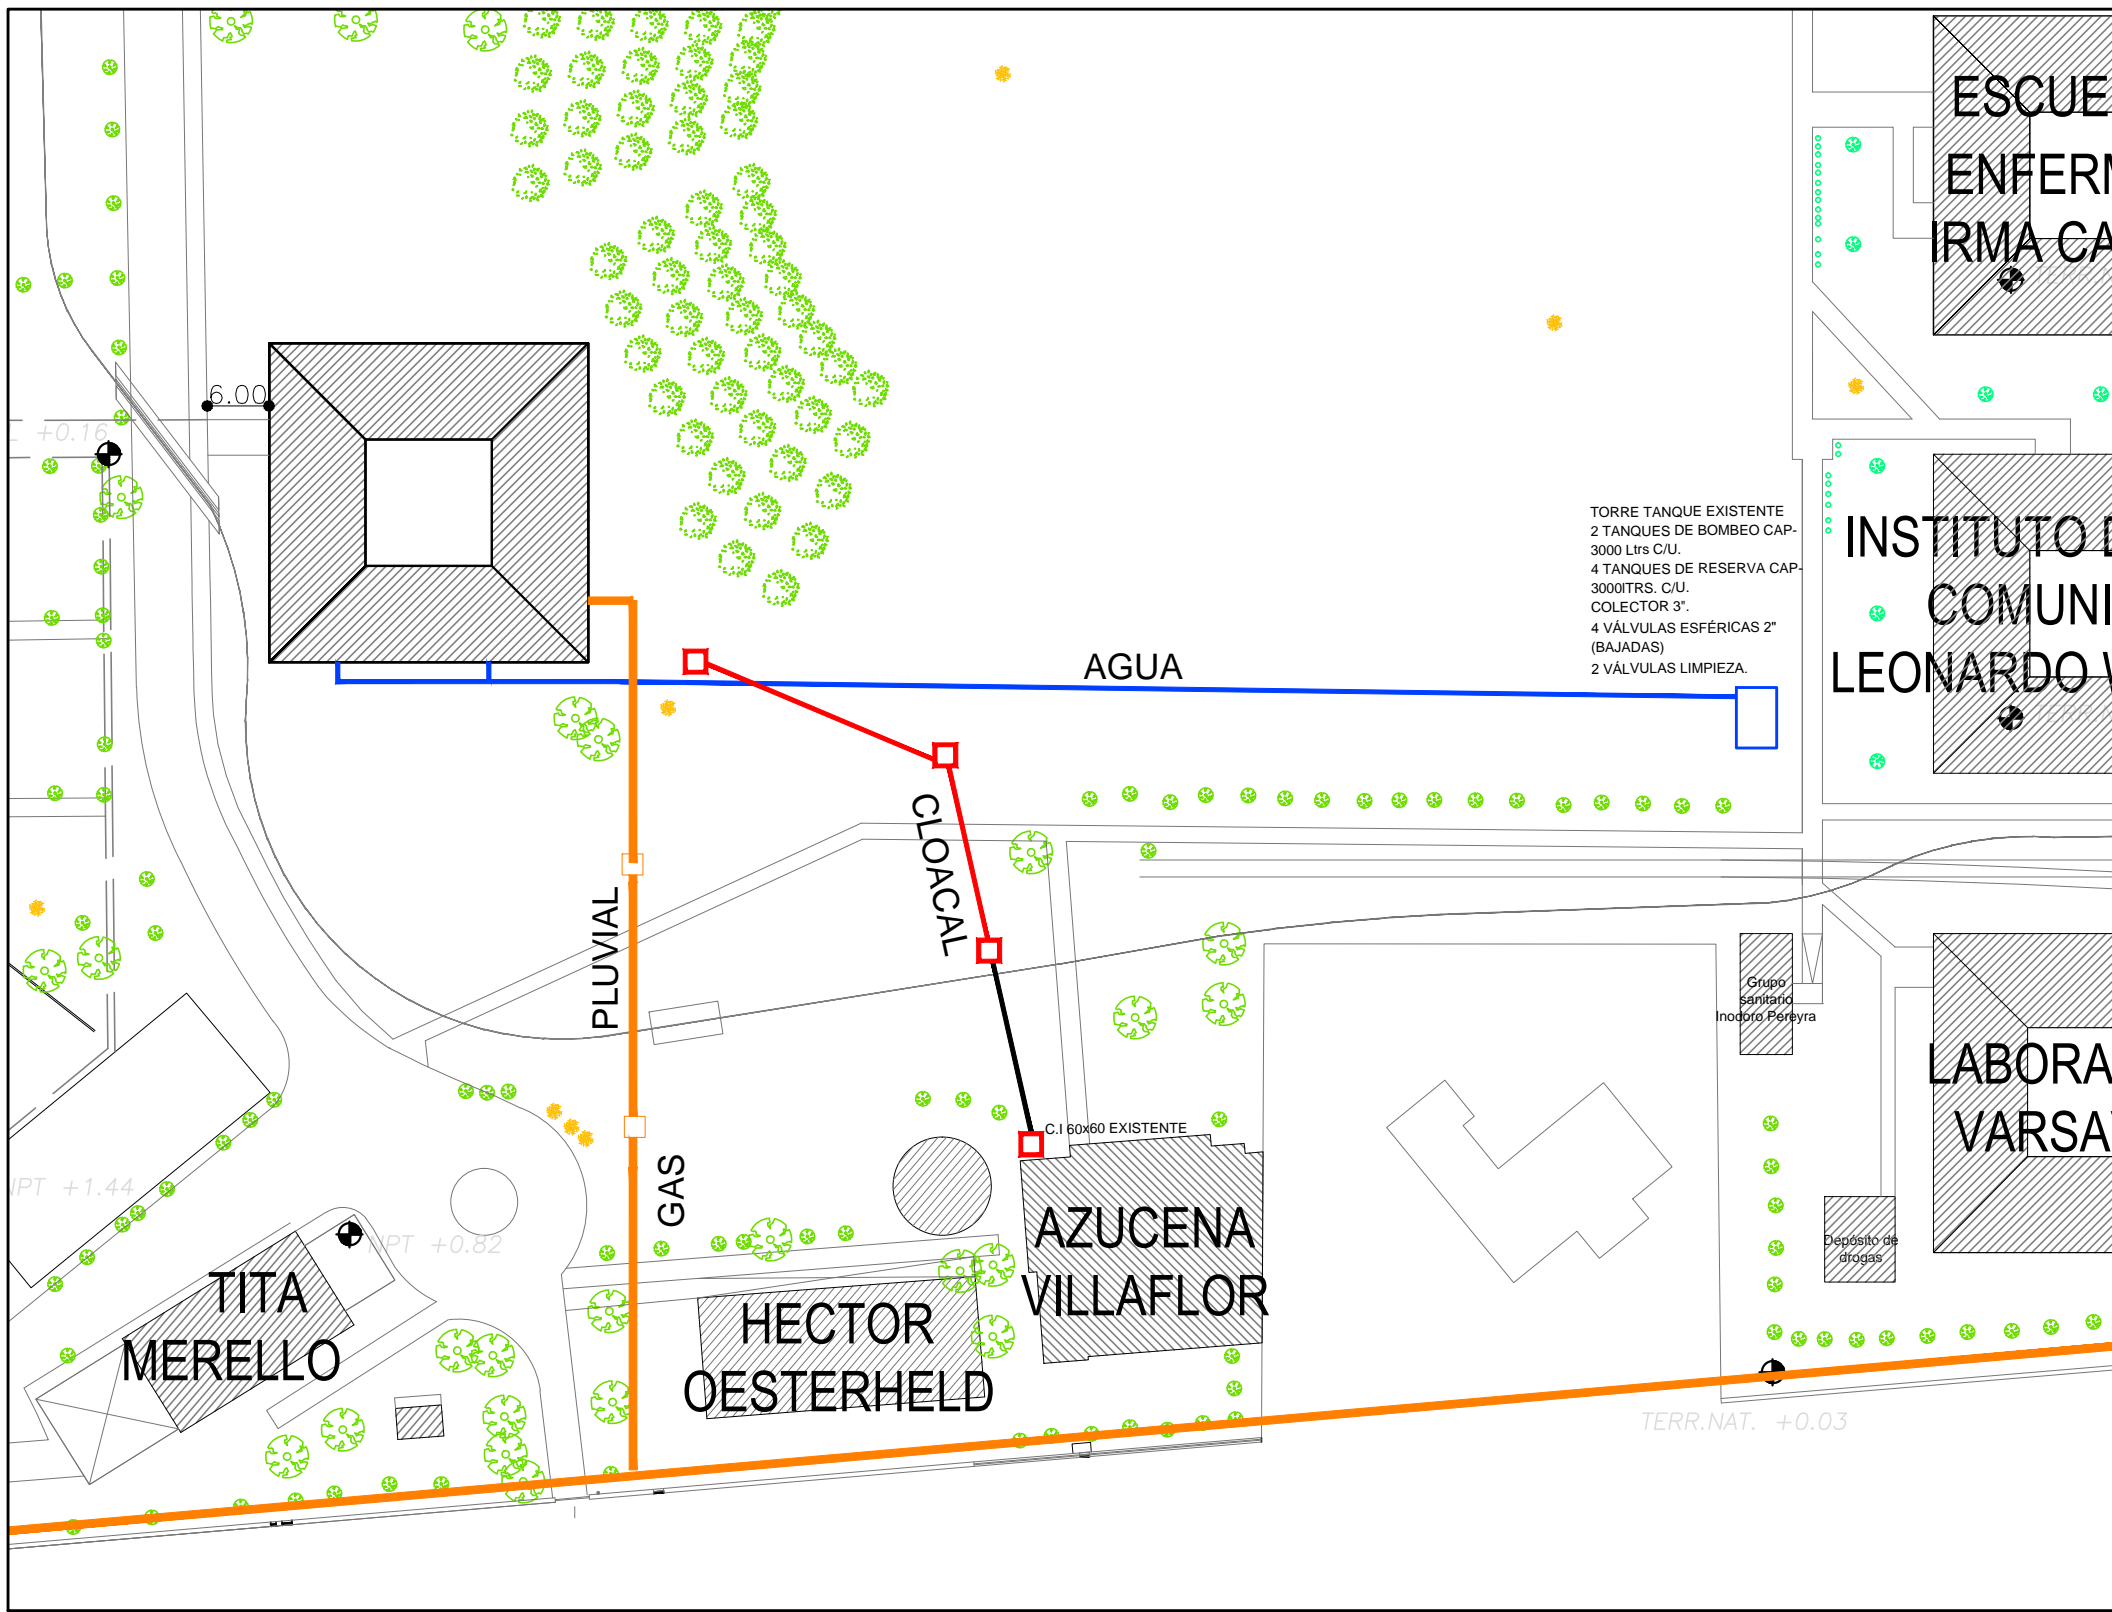 ESCUE
ENFERM
IRMA CA
6.00
+0.16
TORRE TANQUE EXISTENTE
2 TANQUES DE BOMBEO CAP-
3000 Ltrs C/U.
4 TANQUES DE RESERVA CAP-
3000lTRS. C/U.
COLECTOR 3".
4 VÁLVULAS ESFÉRICAS 2"
(BAJADAS)
2 VÁLVULAS LIMPIEZA.
INSTITUTO D
COMUNI
LEONARDO W
AGUA
CLOACAL
PLUVIAL
GAS
Grupo
sanitario
Inodoro Pereyra
LABORA
VARSAV
C.I 60x60 EXISTENTE
NPT +1.44
NPT +0.82
TITA
MERELLO
HECTOR
OESTERHELD
AZUCENA
VILLAFLOR
Depósito de
drogas
TERR.NAT. +0.03